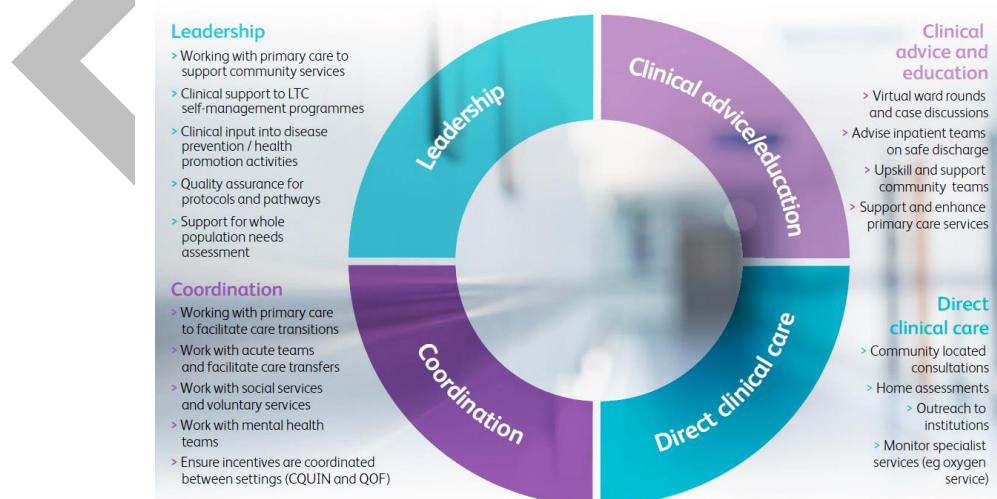 Leadership
> Working with primary care to
support community services
> Clinical support to LTC
self-management programmes
> Clinical input into disease
prevention / health
promotion activities
> Quality assurance for
protocols and pathways
> Support for whole
population needs
assessment
Coordination
> Working with primary care
to facilitate care transitions
> Work with acute teams
and facilitate care transfers
> Work with social services
and voluntary services
> Work with mental health
teams
> Ensure incentives are coordinated
between settings (CQUIN and QOF)
Leadership
Clinical advice/education
Coordination
Direct clinical care
Clinical
advice and
education
> Virtual ward rounds
and case discussions
> Advise inpatient teams
on safe discharge
> Upskill and support
community teams
> Support and enhance
primary care services
Direct
clinical care
> Community located
consultations
> Home assessments
> Outreach to
institutions
> Monitor specialist
services (eg oxygen
service)